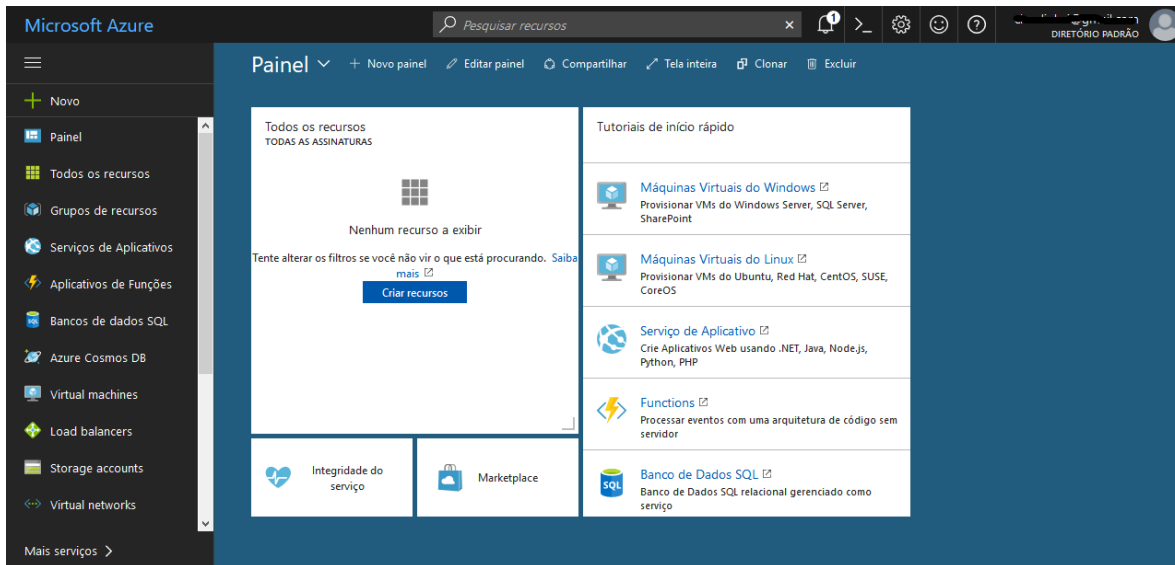 Microsoft Azure
Pesquisar recursos
1
DIRETÓRIO PADRÃO
Painel
+ Novo painel
Editar painel
Compartilhar
Tela inteira
Clonar
Excluir
Novo
Painel
Todos os recursos
Grupos de recursos
Serviços de Aplicativos
Aplicativos de Funções
Bancos de dados SQL
Azure Cosmos DB
Virtual machines
Load balancers
Storage accounts
Virtual networks
Mais serviços >
Todos os recursos
TODAS AS ASSINATURAS
Nenhum recurso a exibir
Tente alterar os filtros se você não vir o que está procurando. Saiba
mais
Criar recursos
Integridade do
serviço
Marketplace
Tutoriais de início rápido
Máquinas Virtuais do Windows
Provisionar VMs do Windows Server, SQL Server,
SharePoint
Máquinas Virtuais do Linux
Provisionar VMs do Ubuntu, Red Hat, CentOS, SUSE,
CoreOS
Serviço de Aplicativo
Crie Aplicativos Web usando .NET, Java, Node.js,
Python, PHP
Functions
Processar eventos com uma arquitetura de código sem
servidor
SQL
Banco de Dados SQL
Banco de Dados SQL relacional gerenciado como
serviço